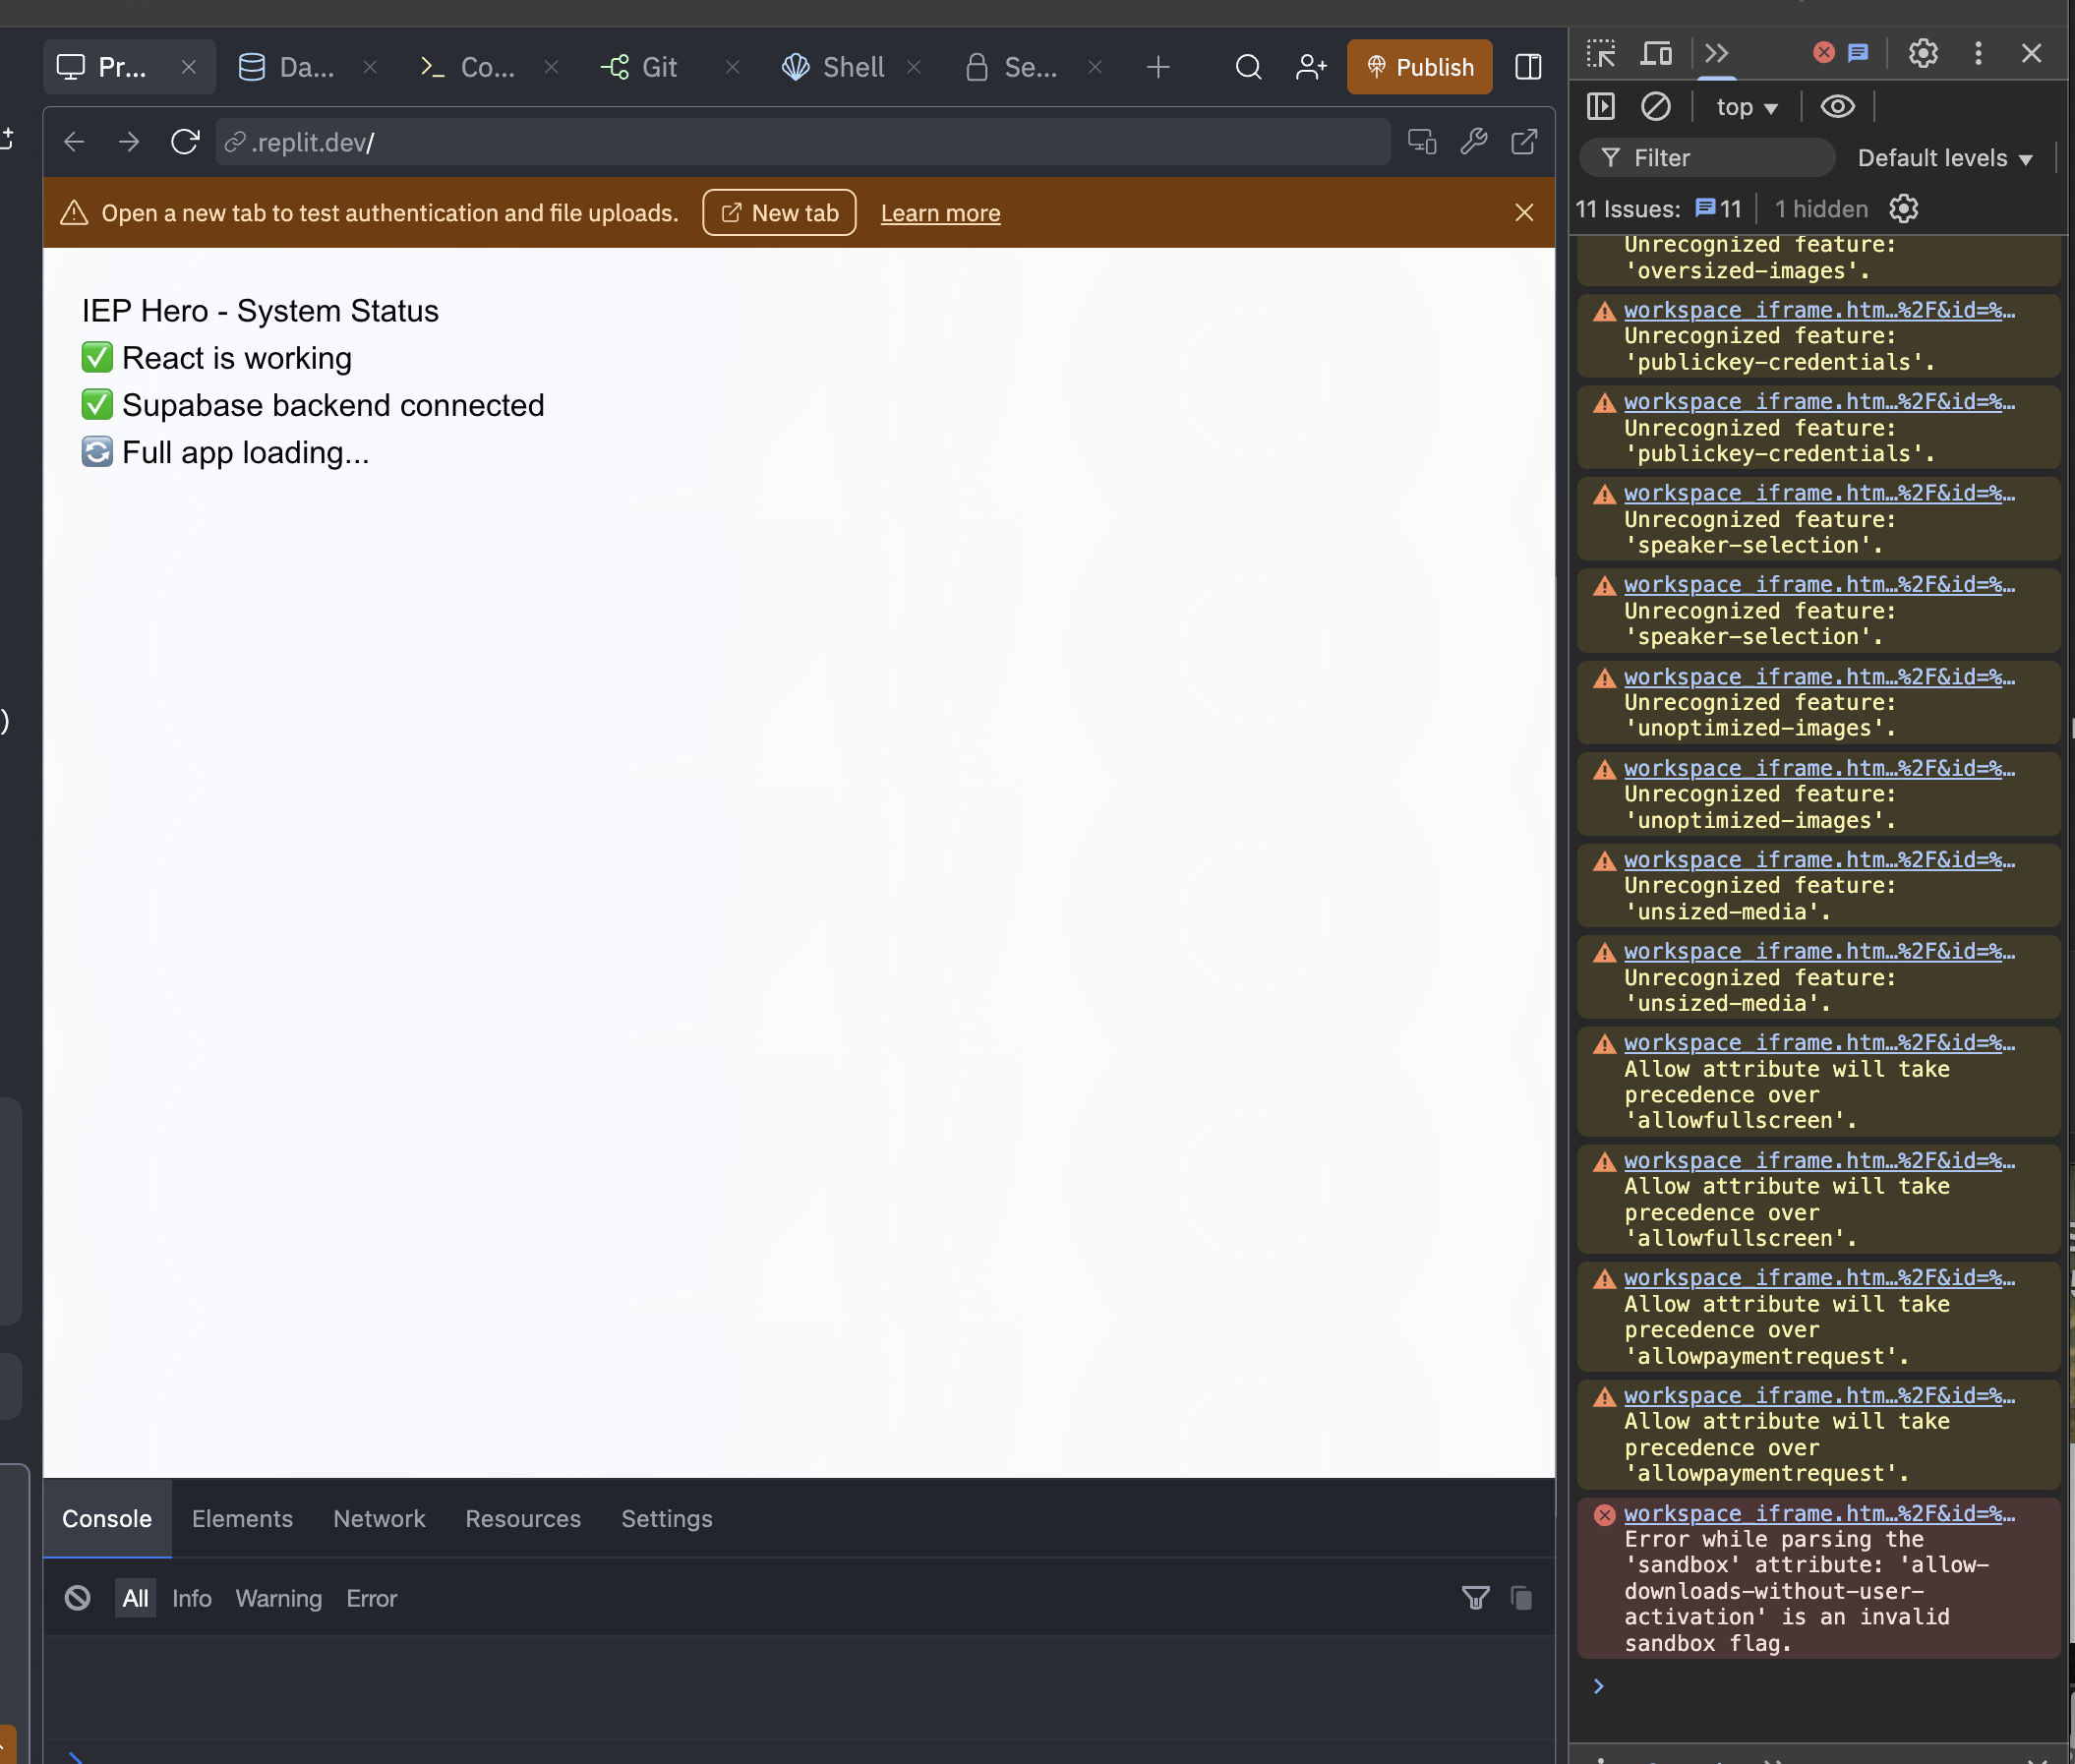 Pr...
Da...
Co...
Git
Shell
Se...
Publish
.replit.dev/
Open a new tab to test authentication and file uploads.
New tab
Learn more
IEP Hero - System Status
✅ React is working
✅ Supabase backend connected
🔄 Full app loading...
Console
Elements
Network
Resources
Settings
All
Info
Warning
Error
top
Filter
Default levels
11 Issues:
11
1 hidden
Unrecognized feature:
'oversized-images'.
workspace_iframe.htm…%2F&id=%…
Unrecognized feature:
'publickey-credentials'.
workspace_iframe.htm…%2F&id=%…
Unrecognized feature:
'publickey-credentials'.
workspace_iframe.htm…%2F&id=%…
Unrecognized feature:
'speaker-selection'.
workspace_iframe.htm…%2F&id=%…
Unrecognized feature:
'speaker-selection'.
workspace_iframe.htm…%2F&id=%…
Unrecognized feature:
'unoptimized-images'.
workspace_iframe.htm…%2F&id=%…
Unrecognized feature:
'unoptimized-images'.
workspace_iframe.htm…%2F&id=%…
Unrecognized feature:
'unsized-media'.
workspace_iframe.htm…%2F&id=%…
Unrecognized feature:
'unsized-media'.
workspace_iframe.htm…%2F&id=%…
Allow attribute will take
precedence over
'allowfullscreen'.
workspace_iframe.htm…%2F&id=%…
Allow attribute will take
precedence over
'allowfullscreen'.
workspace_iframe.htm…%2F&id=%…
Allow attribute will take
precedence over
'allowpaymentrequest'.
workspace_iframe.htm…%2F&id=%…
Allow attribute will take
precedence over
'allowpaymentrequest'.
workspace_iframe.htm…%2F&id=%…
Error while parsing the
'sandbox' attribute: 'allow-
downloads-without-user-
activation' is an invalid
sandbox flag.